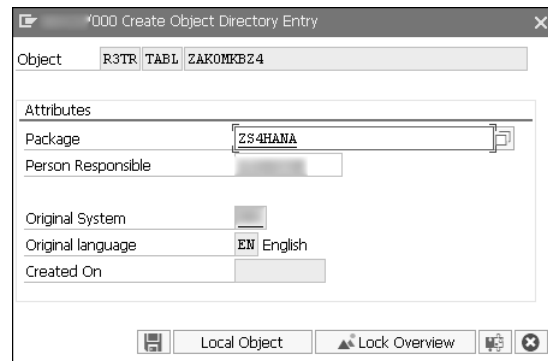 /000 Create Object Directory Entry
Object R3TR TABL ZAK0MKBZ4
Attributes
Package ZS4HANA
Person Responsible
Original System
Original language EN English
Created On
Local Object Lock Overview